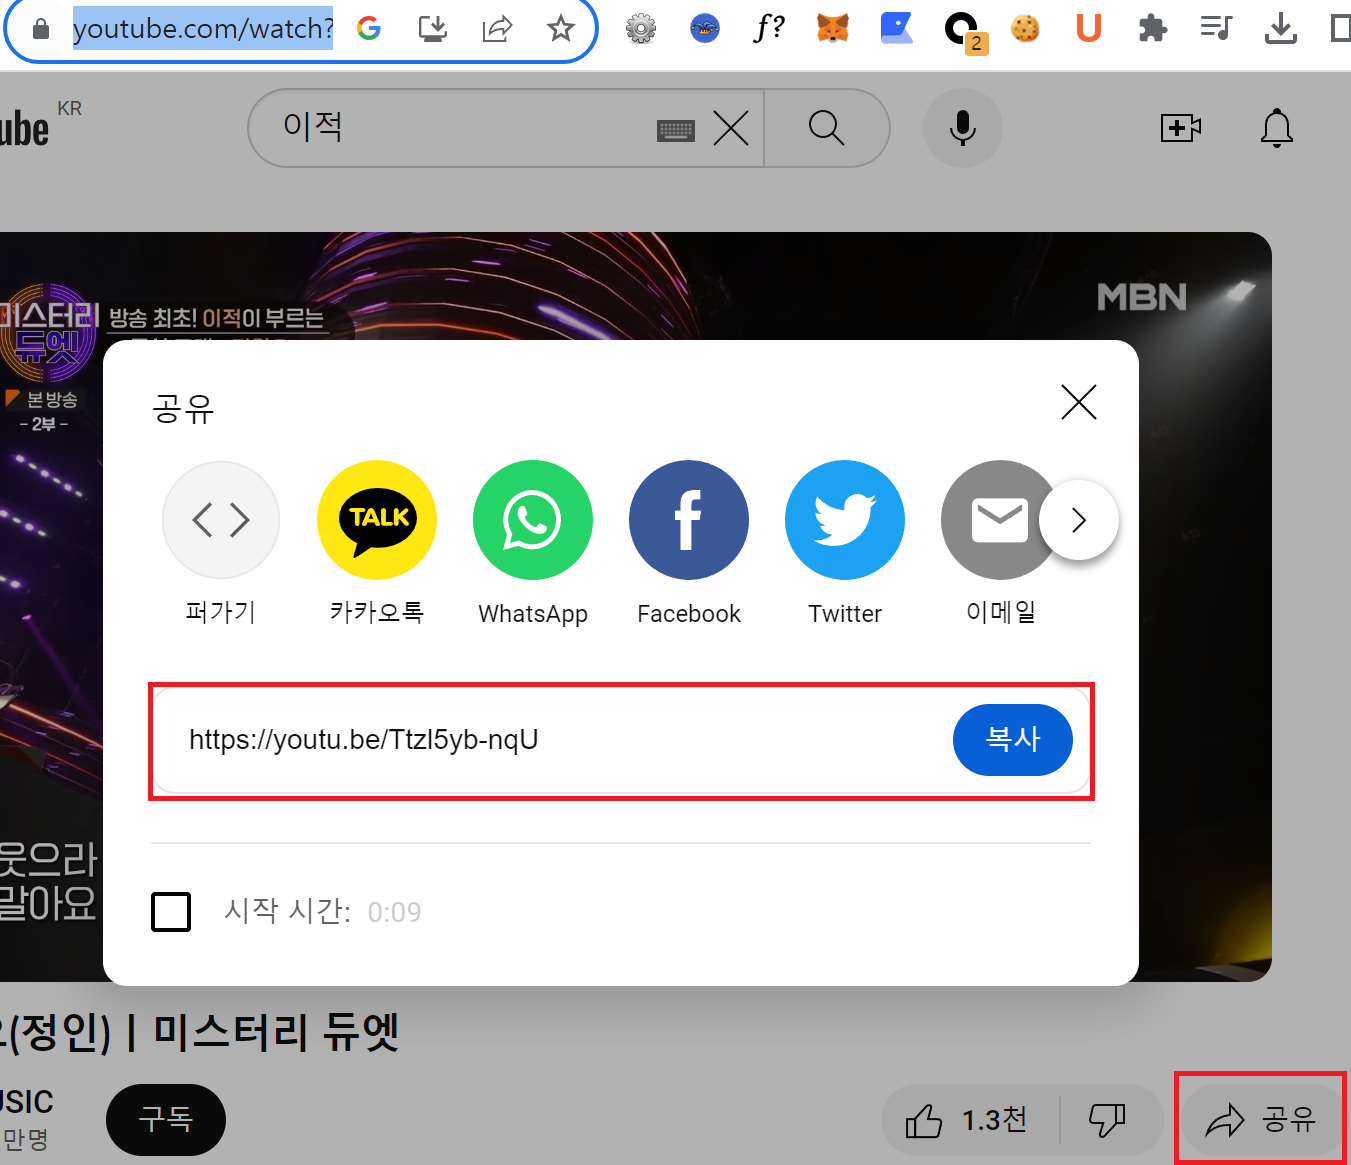 youtube.com/watch?
ƒ?
2
ube KR
이적
MBN
미스터리
듀엣
방송 최초! 이적이 부르는
본방송
-2부-
공유
TALK
퍼가기
카카오톡
WhatsApp
Facebook
Twitter
이메일
https://youtu.be/Ttzl5yb-nqU
복사
시작 시간: 0:09
웃으라
말아요
(정인) | 미스터리 듀엣
USIC
만명
구독
1.3천
공유